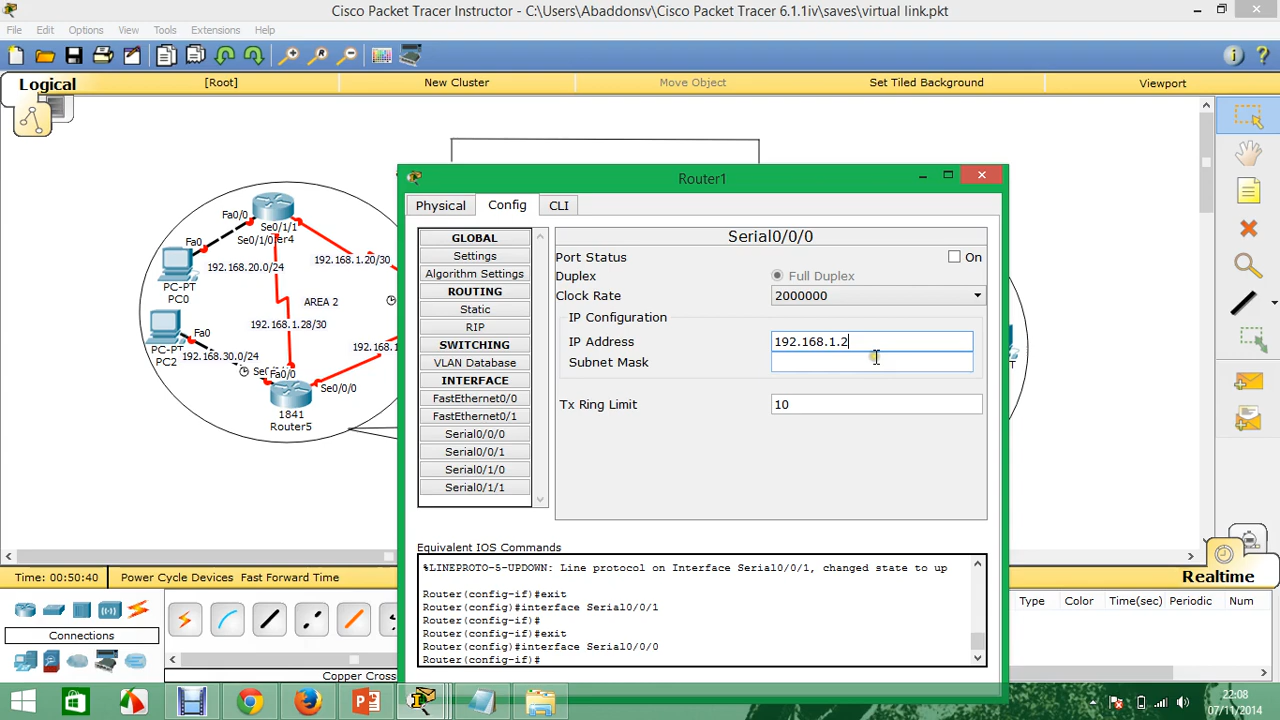 Cisco Packet Tracer Instructor - C:\Users\Abaddonsv\Cisco Packet Tracer 6.1.1iv\saves\virtual link.pkt
File Edit Options View Tools Extensions Help
Logical
[Root]
New Cluster
Move Object
Set Tiled Background
Viewport
Router1
Physical
Config
CLI
GLOBAL
Settings
Algorithm Settings
ROUTING
Static
RIP
SWITCHING
VLAN Database
INTERFACE
FastEthernet0/0
FastEthernet0/1
Serial0/0/0
Serial0/0/1
Serial0/1/0
Serial0/1/1
Serial0/0/0
Port Status
On
Duplex
Full Duplex
Clock Rate
2000000
IP Configuration
IP Address
192.168.1.2
Subnet Mask
Tx Ring Limit
10
Equivalent IOS Commands
%LINEPROTO-5-UPDOWN: Line protocol on Interface Serial0/0/1, changed state to up
Router(config-if)#exit
Router(config)#interface Serial0/0/1
Router(config-if)#
Router(config-if)#exit
Router(config)#interface Serial0/0/0
Router(config-if)#
Fa0/0
Se0/1/1
Fa0
192.168.20.0/24
192.168.1.20/30
PC-PT
PC0
AREA 2
Fa0
192.168.1.28/30
PC-PT
PC2
192.168.30.0/24
192.168.1.
Fa0/0
Se0/0/0
1841
Router5
Time: 00:50:40
Power Cycle Devices Fast Forward Time
Realtime
Connections
Copper Cross
Type
Color
Time(sec)
Periodic
Num
22:08
07/11/2014